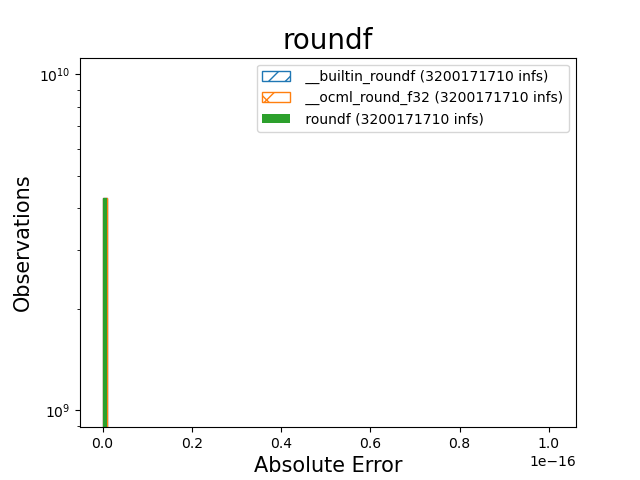 roundf
10^10
__builtin_roundf (3200171710 infs)
__ocml_round_f32 (3200171710 infs)
roundf (3200171710 infs)
Observations
10^9
0.0 0.2 0.4 0.6 0.8 1.0
Absolute Error
1e−16